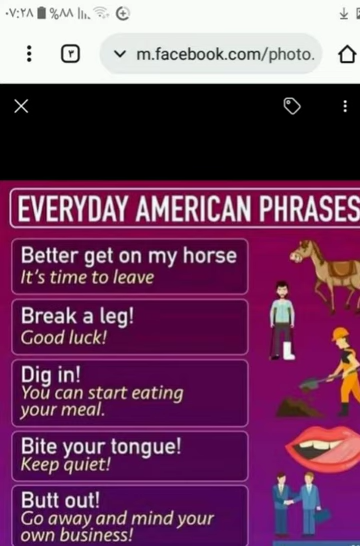 ٠٧:٢٨ %٨٨
٢ m.facebook.com/photo.
EVERYDAY AMERICAN PHRASES
Better get on my horse
It's time to leave
Break a leg!
Good luck!
Dig in!
You can start eating
your meal.
Bite your tongue!
Keep quiet!
Butt out!
Go away and mind your
own business!